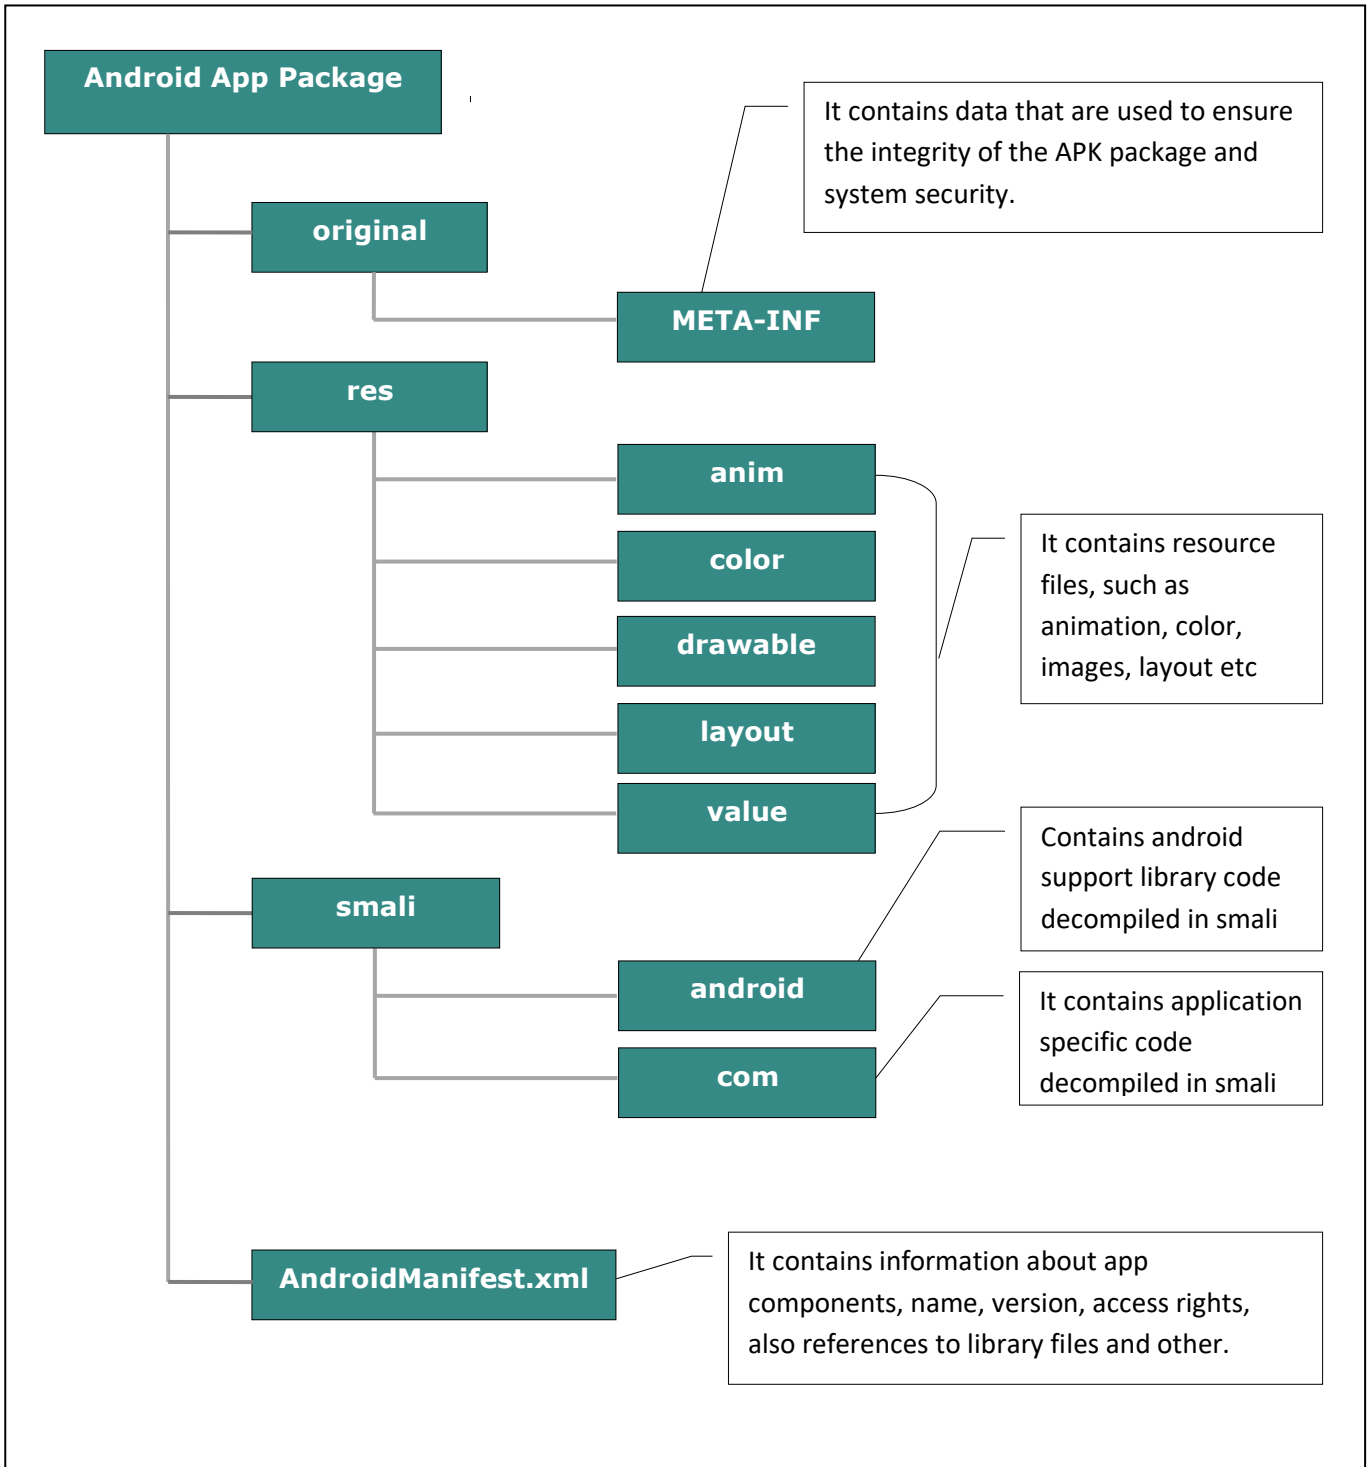 Android App Package
It contains data that are used to ensure
the integrity of the APK package and
system security.
original
META-INF
res
anim
color
drawable
layout
value
It contains resource
files, such as
animation, color,
images, layout etc
smali
Contains android
support library code
decompiled in smali
android
It contains application
specific code
decompiled in smali
com
AndroidManifest.xml
It contains information about app
components, name, version, access rights,
also references to library files and other.